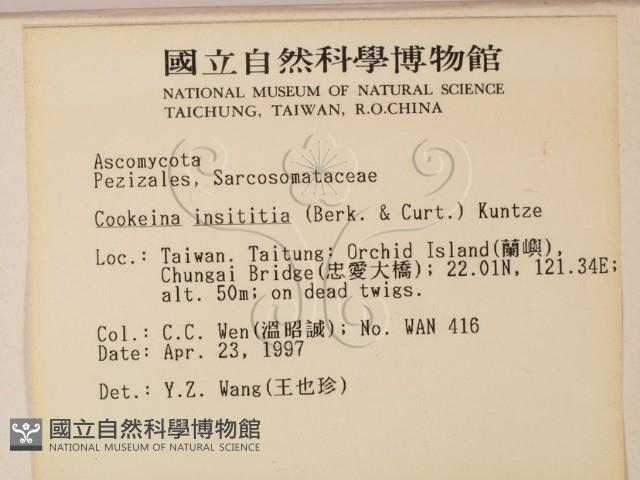 國立自然科學博物館
NATIONAL MUSEUM OF NATURAL SCIENCE
TAICHUNG, TAIWAN, R.O.CHINA
Ascomycota
Pezizales, Sarcosomataceae
Cookeina insititia (Berk. & Curt.) Kuntze
Loc.: Taiwan. Taitung: Orchid Island(蘭嶼),
Chungai Bridge(忠愛大橋); 22.01N, 121.34E;
alt. 50m; on dead twigs.
Col.: C.C. Wen(溫昭誠); No. WAN 416
Date: Apr. 23, 1997
Det.: Y.Z. Wang(王也珍)
國立自然科學博物館
NATIONAL MUSEUM OF NATURAL SCIENCE